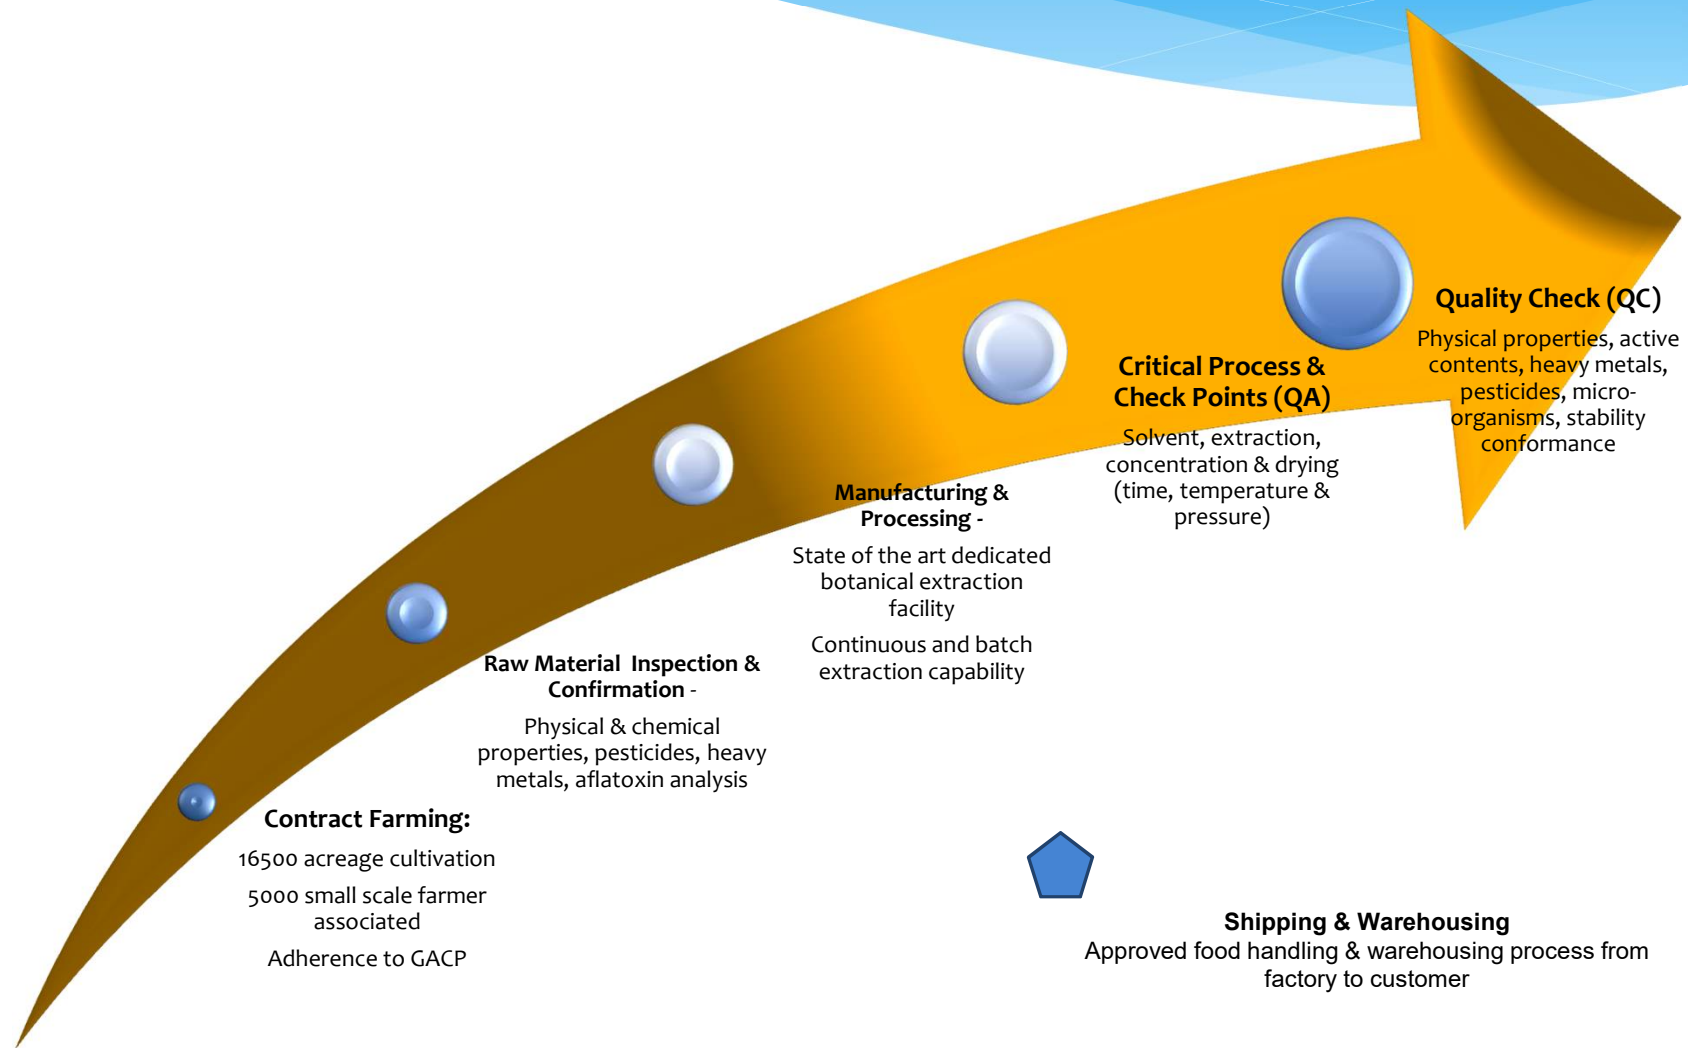 Contract Farming:
16500 acreage cultivation
5000 small scale farmer
associated
Adherence to GACP
Raw Material  Inspection &
Confirmation -
Physical & chemical
properties, pesticides, heavy
metals, aflatoxin analysis
Manufacturing &
Processing -
State of the art dedicated
botanical extraction
facility
Continuous and batch
extraction capability
Critical Process &
Check Points (QA)
Solvent, extraction,
concentration & drying
(time, temperature &
pressure)
Quality Check (QC)
Physical properties, active
contents, heavy metals,
pesticides, micro-
organisms, stability
conformance
Shipping & Warehousing
Approved food handling & warehousing process from
factory to customer